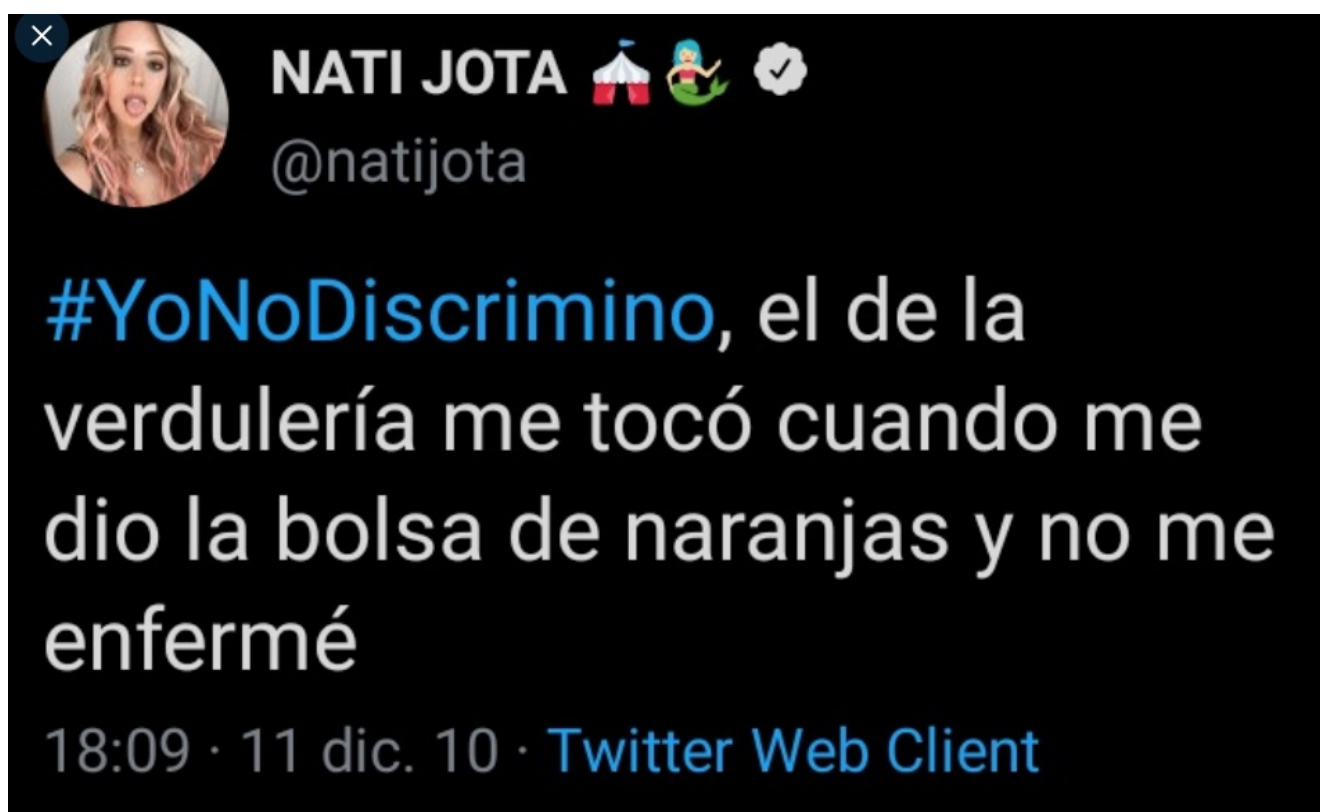 NATI JOTA 🎪🧜‍♀️
@natijota
#YoNoDiscrimino, el de la
verdulería me tocó cuando me
dio la bolsa de naranjas y no me
enfermé
18:09 · 11 dic. 10 · Twitter Web Client